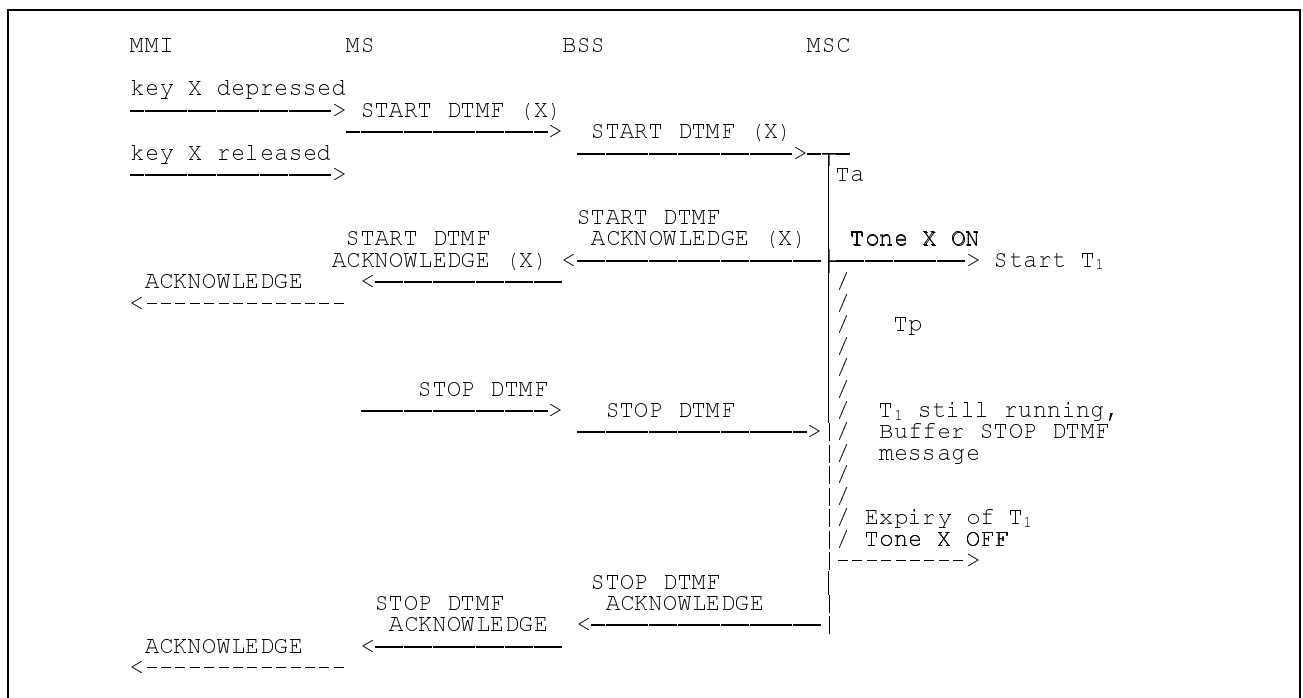 MMI MS BSS MSC
key X depressed
START DTMF (X)
START DTMF (X)
key X released
Ta
START DTMF
START DTMF ACKNOWLEDGE (X) Tone X ON
ACKNOWLEDGE (X) Start T₁
ACKNOWLEDGE
Tp
STOP DTMF
STOP DTMF T₁ still running,
Buffer STOP DTMF
message
Expiry of T₁
Tone X OFF
STOP DTMF
STOP DTMF ACKNOWLEDGE
ACKNOWLEDGE
ACKNOWLEDGE